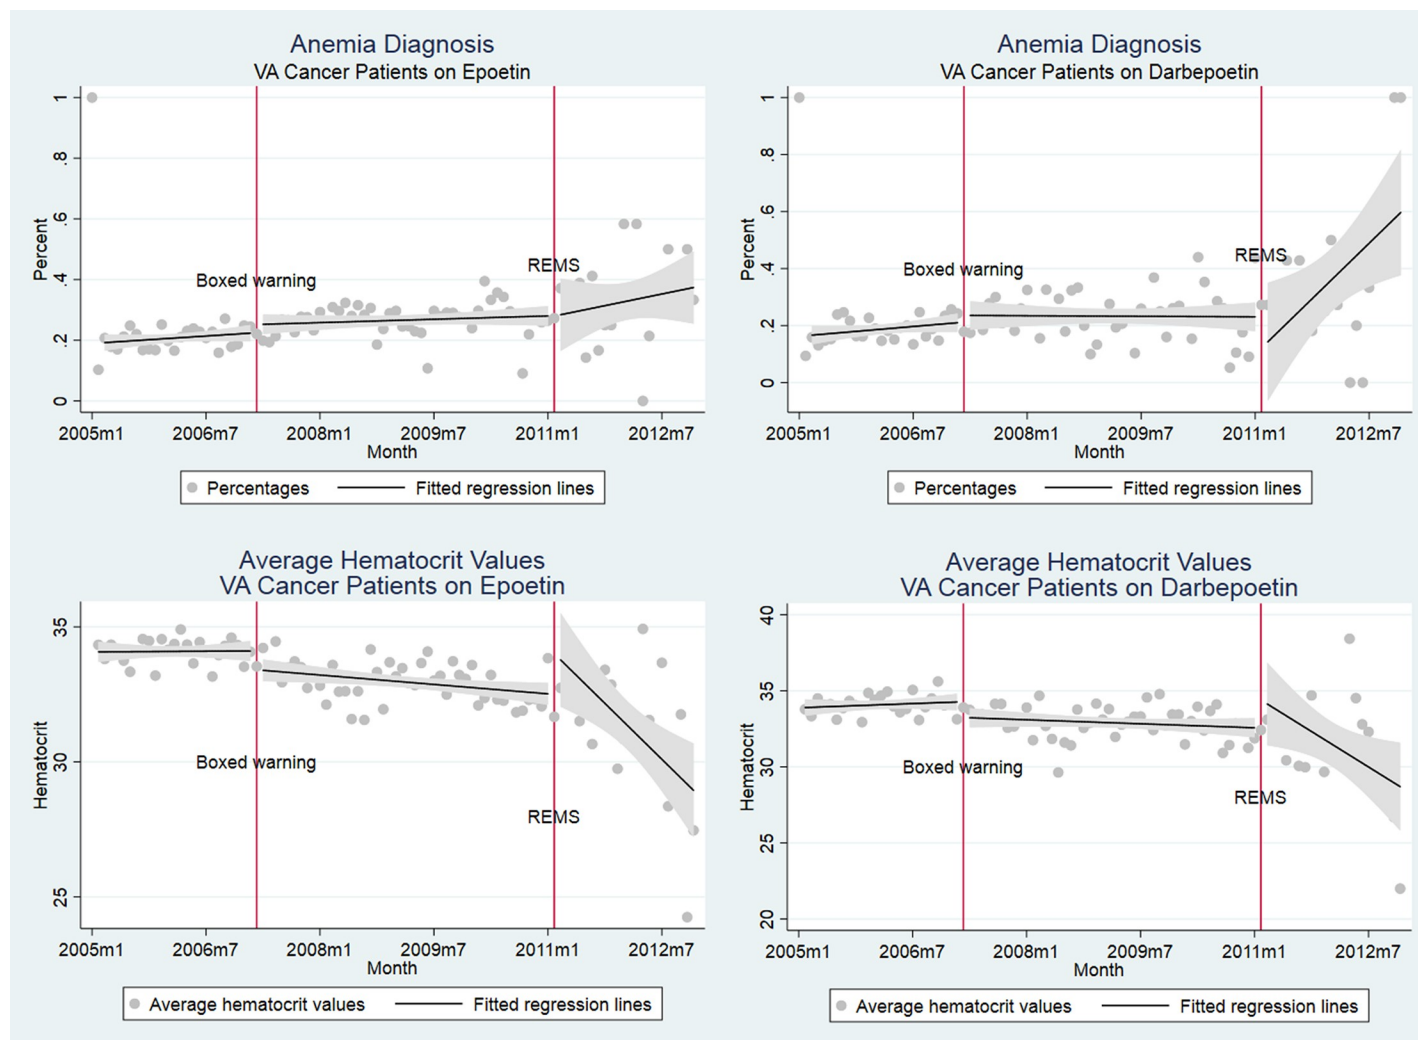 Anemia Diagnosis
VA Cancer Patients on Epoetin
Percent
1
.8
.6
.4
.2
0
Boxed warning
REMS
2005m1 2006m7 2008m1 2009m7 2011m1 2012m7
Month
Percentages Fitted regression lines
Anemia Diagnosis
VA Cancer Patients on Darbepoetin
Percent
1
.8
.6
.4
.2
0
REMS
Boxed warning
2005m1 2006m7 2008m1 2009m7 2011m1 2012m7
Month
Percentages Fitted regression lines
Average Hematocrit Values
VA Cancer Patients on Epoetin
Hematocrit
35
30
25
Boxed warning
REMS
2005m1 2006m7 2008m1 2009m7 2011m1 2012m7
Month
Average hematocrit values Fitted regression lines
Average Hematocrit Values
VA Cancer Patients on Darbepoetin
Hematocrit
40
35
30
25
20
Boxed warning
REMS
2005m1 2006m7 2008m1 2009m7 2011m1 2012m7
Month
Average hematocrit values Fitted regression lines